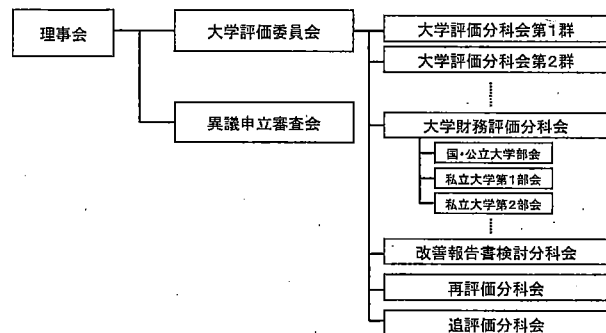 理事会
大学評価委員会
異議申立審査会
大学評価分科会第1群
大学評価分科会第2群
大学財務評価分科会
国・公立大学部会
私立大学第1部会
私立大学第2部会
改善報告書検討分科会
再評価分科会
追評価分科会